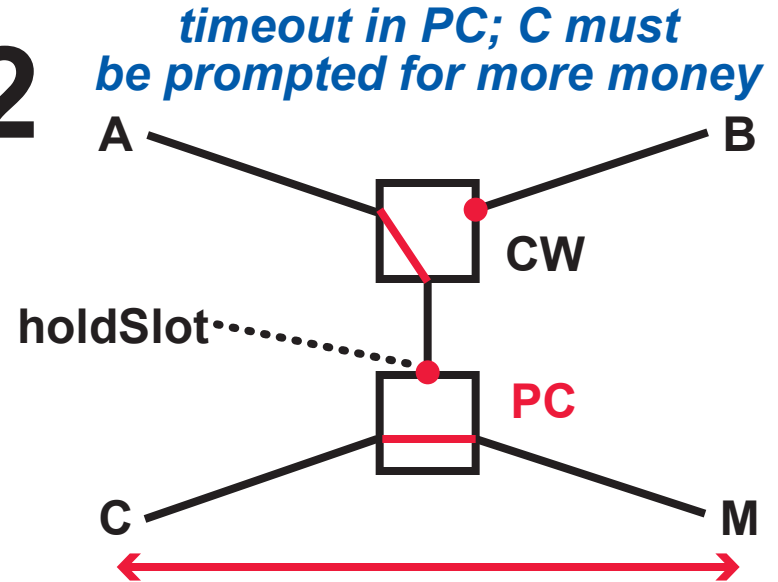 timeout in PC; C must
2 be prompted for more money
A B
CW
holdSlot
PC
C M